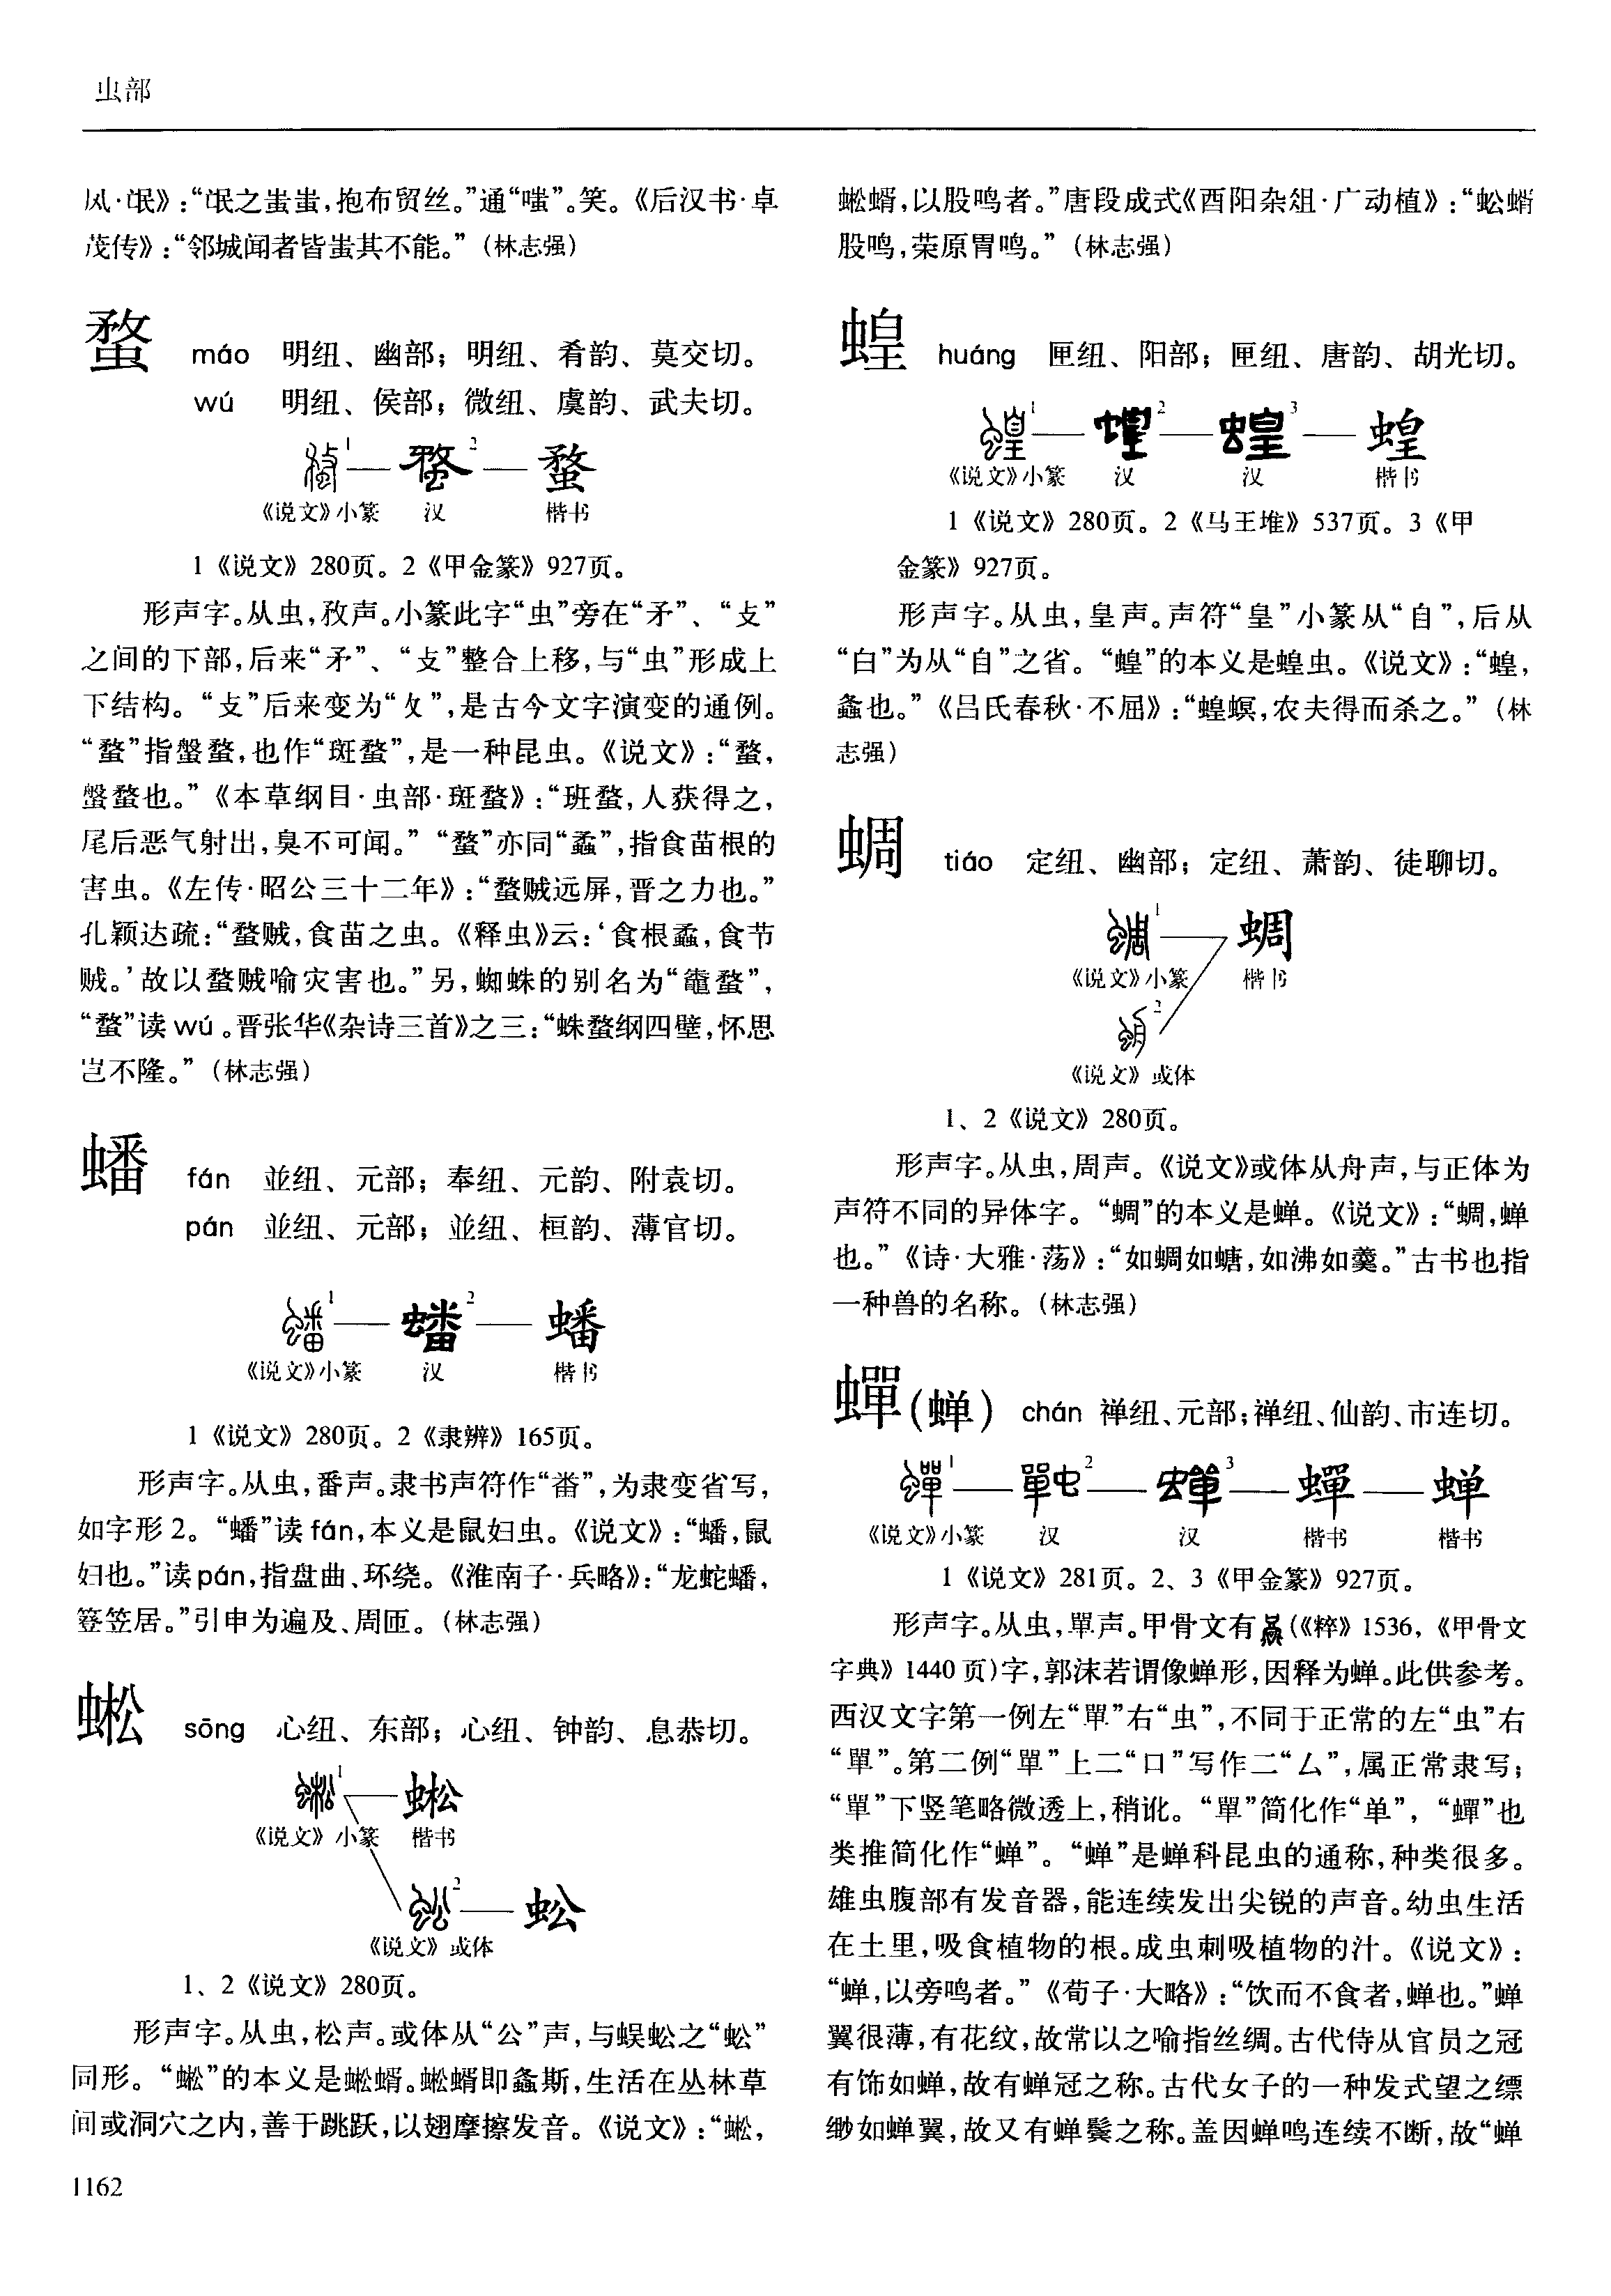 虫部
风·氓》:“氓之蚩蚩,抱布贸丝。”通“嗤”。笑。《后汉书·卓
茂传》:“邻城闻者皆蚩其不能。”(林志强)
蝥 máo 明纽、幽部；明纽、肴韵、莫交切。
wú 明纽、侯部；微纽、虞韵、武夫切。
1 — 蝥2 — 蝥
《说文》小篆 汉 楷书
1《说文》280页。2《甲金篆》927页。
形声字。从虫,敄声。小篆此字“虫”旁在“矛”、“攴”
之间的下部,后来“矛”、“攴”整合上移,与“虫”形成上
下结构。“攴”后来变为“攵”,是古今文字演变的通例。
“蝥”指螌蝥,也作“斑蝥”,是一种昆虫。《说文》:“蝥,
螌蝥也。”《本草纲目·虫部·斑蝥》:“班蝥,人获得之,
尾后恶气射出,臭不可闻。”“蝥”亦同“蟊”,指食苗根的
害虫。《左传·昭公三十二年》:“蝥贼远屏,晋之力也。”
孔颖达疏:“蝥贼,食苗之虫。《释虫》云:‘食根蟊,食节
贼。’故以蝥贼喻灾害也。”另,蜘蛛的别名为“鼅蝥”,
“蝥”读wú。晋张华《杂诗三首》之三:“蛛蝥纲四壁,怀思
岂不隆。”(林志强)
蟠 fán 並纽、元部；奉纽、元韵、附袁切。
pán 並纽、元部；並纽、桓韵、薄官切。
蟠1 — 蟠2 — 蟠
《说文》小篆 汉 楷书
1《说文》280页。2《隶辨》165页。
形声字。从虫,番声。隶书声符作“畨”,为隶变省写,
如字形2。“蟠”读fán,本义是鼠妇虫。《说文》:“蟠,鼠
妇也。”读pán,指盘曲、环绕。《淮南子·兵略》:“龙蛇蟠,
簦笠居。”引申为遍及、周匝。(林志强)
蜙 sōng 心纽、东部；心纽、钟韵、息恭切。
蜙1 — 蜙
《说文》小篆 楷书
蚣2 — 蚣
《说文》或体
1、2《说文》280页。
形声字。从虫,松声。或体从“公”声,与蜈蚣之“蚣”
同形。“蜙”的本义是蜙蝑。蜙蝑即螽斯,生活在丛林草
间或洞穴之内,善于跳跃,以翅摩擦发音。《说文》:“蜙,
蜙蝑,以股鸣者。”唐段成式《酉阳杂俎·广动植》:“蚣蝑
股鸣,荣原胃鸣。”(林志强)
蝗 huáng 匣纽、阳部；匣纽、唐韵、胡光切。
蝗1 — 蝗2 — 蝗3 — 蝗
《说文》小篆 汉 汉 楷书
1《说文》280页。2《马王堆》537页。3《甲
金篆》927页。
形声字。从虫,皇声。声符“皇”小篆从“自”,后从
“白”为从“自”之省。“蝗”的本义是蝗虫。《说文》:“蝗,
螽也。”《吕氏春秋·不屈》:“蝗螟,农夫得而杀之。”(林
志强)
蜩 tiáo 定纽、幽部；定纽、萧韵、徒聊切。
蜩1 — 蜩
《说文》小篆 楷书
2
《说文》或体
1、2《说文》280页。
形声字。从虫,周声。《说文》或体从舟声,与正体为
声符不同的异体字。“蜩”的本义是蝉。《说文》:“蜩,蝉
也。”《诗·大雅·荡》:“如蜩如螗,如沸如羹。”古书也指
一种兽的名称。(林志强)
蟬(蝉) chán 禅纽、元部；禅纽、仙韵、市连切。
蟬1 — 2 — 蟬3 — 蟬 — 蝉
《说文》小篆 汉 汉 楷书 楷书
1《说文》281页。2、3《甲金篆》927页。
形声字。从虫,單声。甲骨文有(《粹》1536,《甲骨文
字典》1440页)字,郭沫若谓像蝉形,因释为蝉。此供参考。
西汉文字第一例左“單”右“虫”,不同于正常的左“虫”右
“單”。第二例“單”上二“口”写作二“厶”,属正常隶写；
“單”下竖笔略微透上,稍讹。“單”简化作“单”,“蟬”也
类推简化作“蝉”。“蝉”是蝉科昆虫的通称,种类很多。
雄虫腹部有发音器,能连续发出尖锐的声音。幼虫生活
在土里,吸食植物的根。成虫刺吸植物的汁。《说文》:
“蝉,以旁鸣者。”《荀子·大略》:“饮而不食者,蝉也。”蝉
翼很薄,有花纹,故常以之喻指丝绸。古代侍从官员之冠
有饰如蝉,故有蝉冠之称。古代女子的一种发式望之缥
缈如蝉翼,故又有蝉鬓之称。盖因蝉鸣连续不断,故“蝉
1162